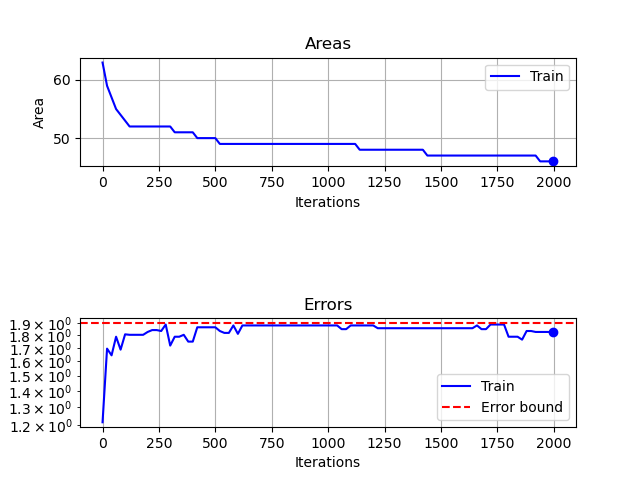 Areas
Train
60
50
Area
0 250 500 750 1000 1250 1500 1750 2000
Iterations
Errors
1.9 × 10⁰
1.8 × 10⁰
1.7 × 10⁰
1.6 × 10⁰
1.5 × 10⁰
1.4 × 10⁰
1.3 × 10⁰
1.2 × 10⁰
Train
Error bound
0 250 500 750 1000 1250 1500 1750 2000
Iterations